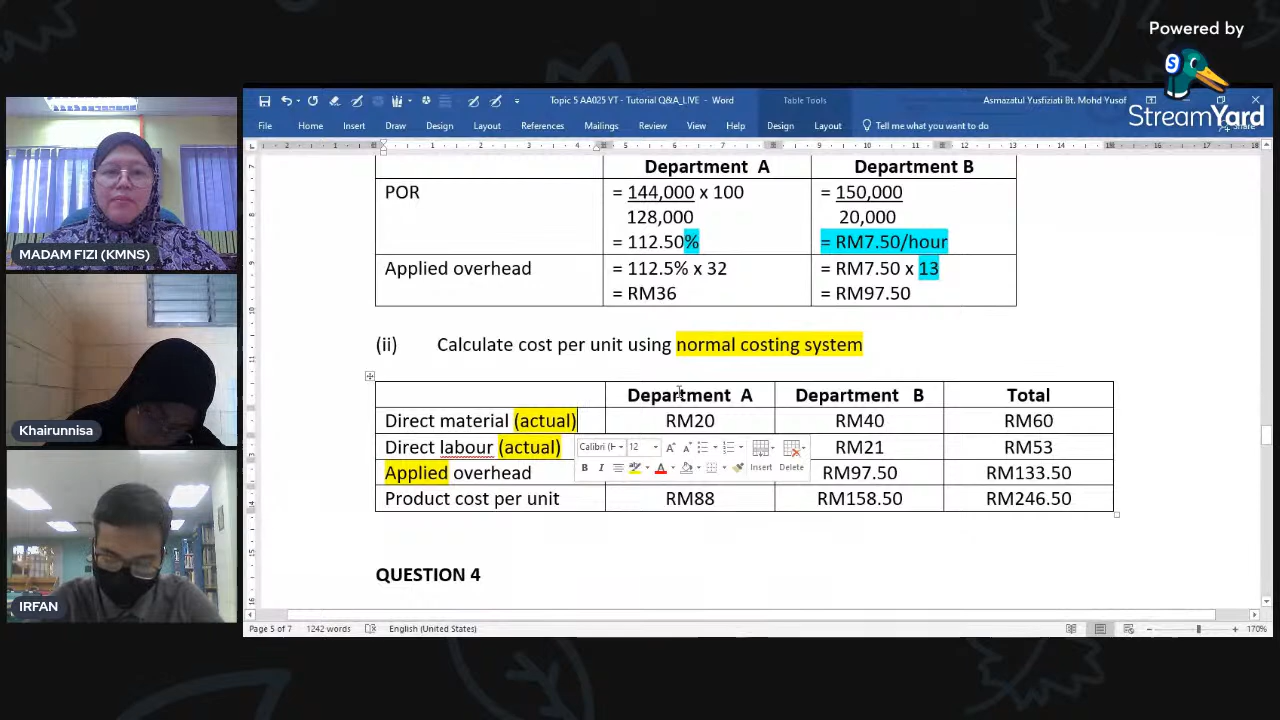 Powered by
StreamYard
Topic 5 AA025 YT - Tutorial Q&A_LIVE - Word
Table Tools
Asmazatul Yusfiziati Bt. Mohd Yusof
File Home Insert Draw Design Layout References Mailings Review View Help Design Layout Tell me what you want to do
MADAM FIZI (KMNS)
Khairunnisa
IRFAN
Department A Department B
POR = 144,000 x 100 = 150,000
128,000 20,000
= 112.50% = RM7.50/hour
Applied overhead = 112.5% x 32 = RM7.50 x 13
= RM36 = RM97.50
(ii) Calculate cost per unit using normal costing system
Department A Department B Total
Direct material (actual) RM20 RM40 RM60
Direct labour (actual) RM21 RM53
Calibri (H 12
B I Insert Delete
Applied overhead RM97.50 RM133.50
Product cost per unit RM88 RM158.50 RM246.50
QUESTION 4
Page 5 of 7 1242 words English (United States) 170%